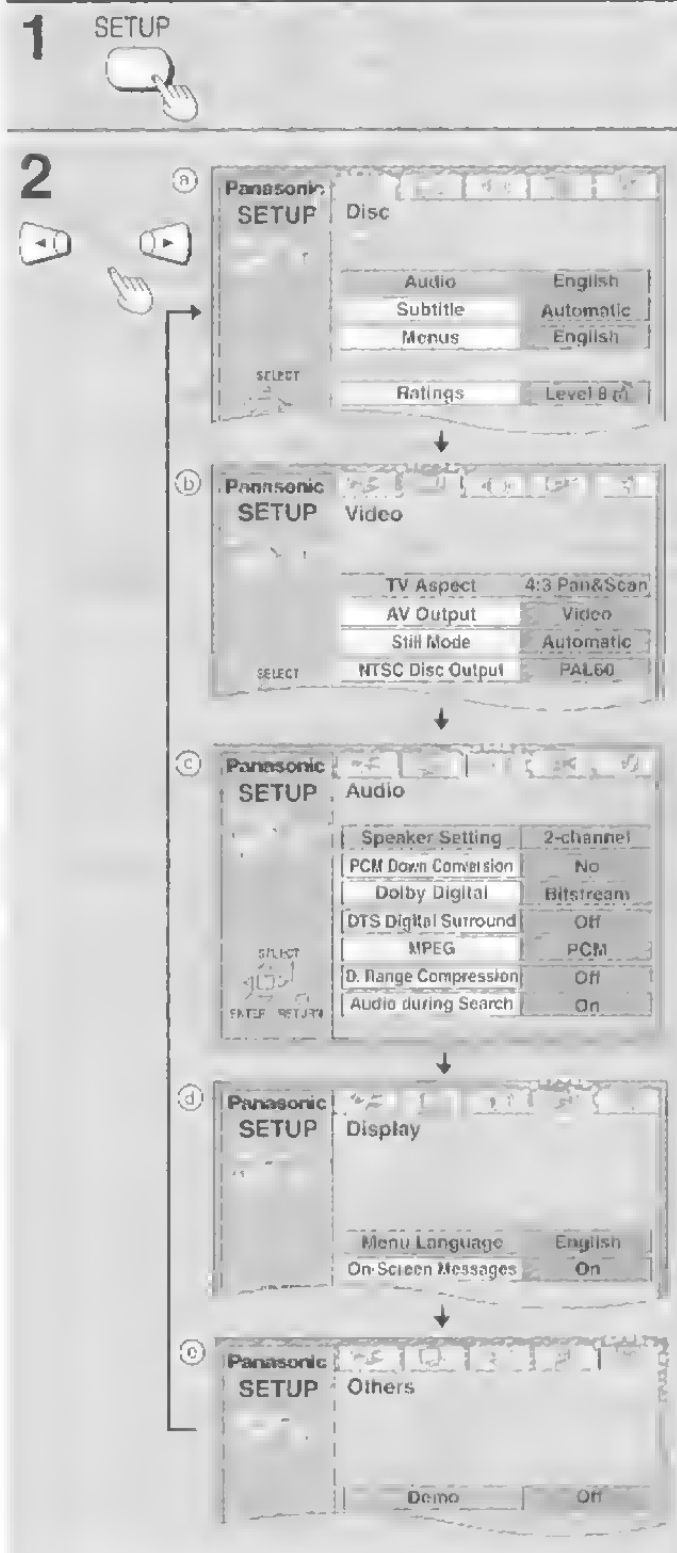 1 SETUP
2
a Panasonic
SETUP Disc
Audio English
Subtitle Automatic
Menus English
SELECT
Ratings Level 8
b Panasonic
SETUP Video
TV Aspect 4:3 Pan&Scan
AV Output Video
Still Mode Automatic
SELECT NTSC Disc Output PAL60
c Panasonic
SETUP Audio
Speaker Setting 2-channel
PCM Down Conversion No
Dolby Digital Bitstream
DTS Digital Surround Off
SELECT MPEG PCM
D. Range Compression Off
ENTER RETURN Audio during Search On
d Panasonic
SETUP Display
Menu Language English
On-Screen Messages On
e Panasonic
SETUP Others
Demo Off